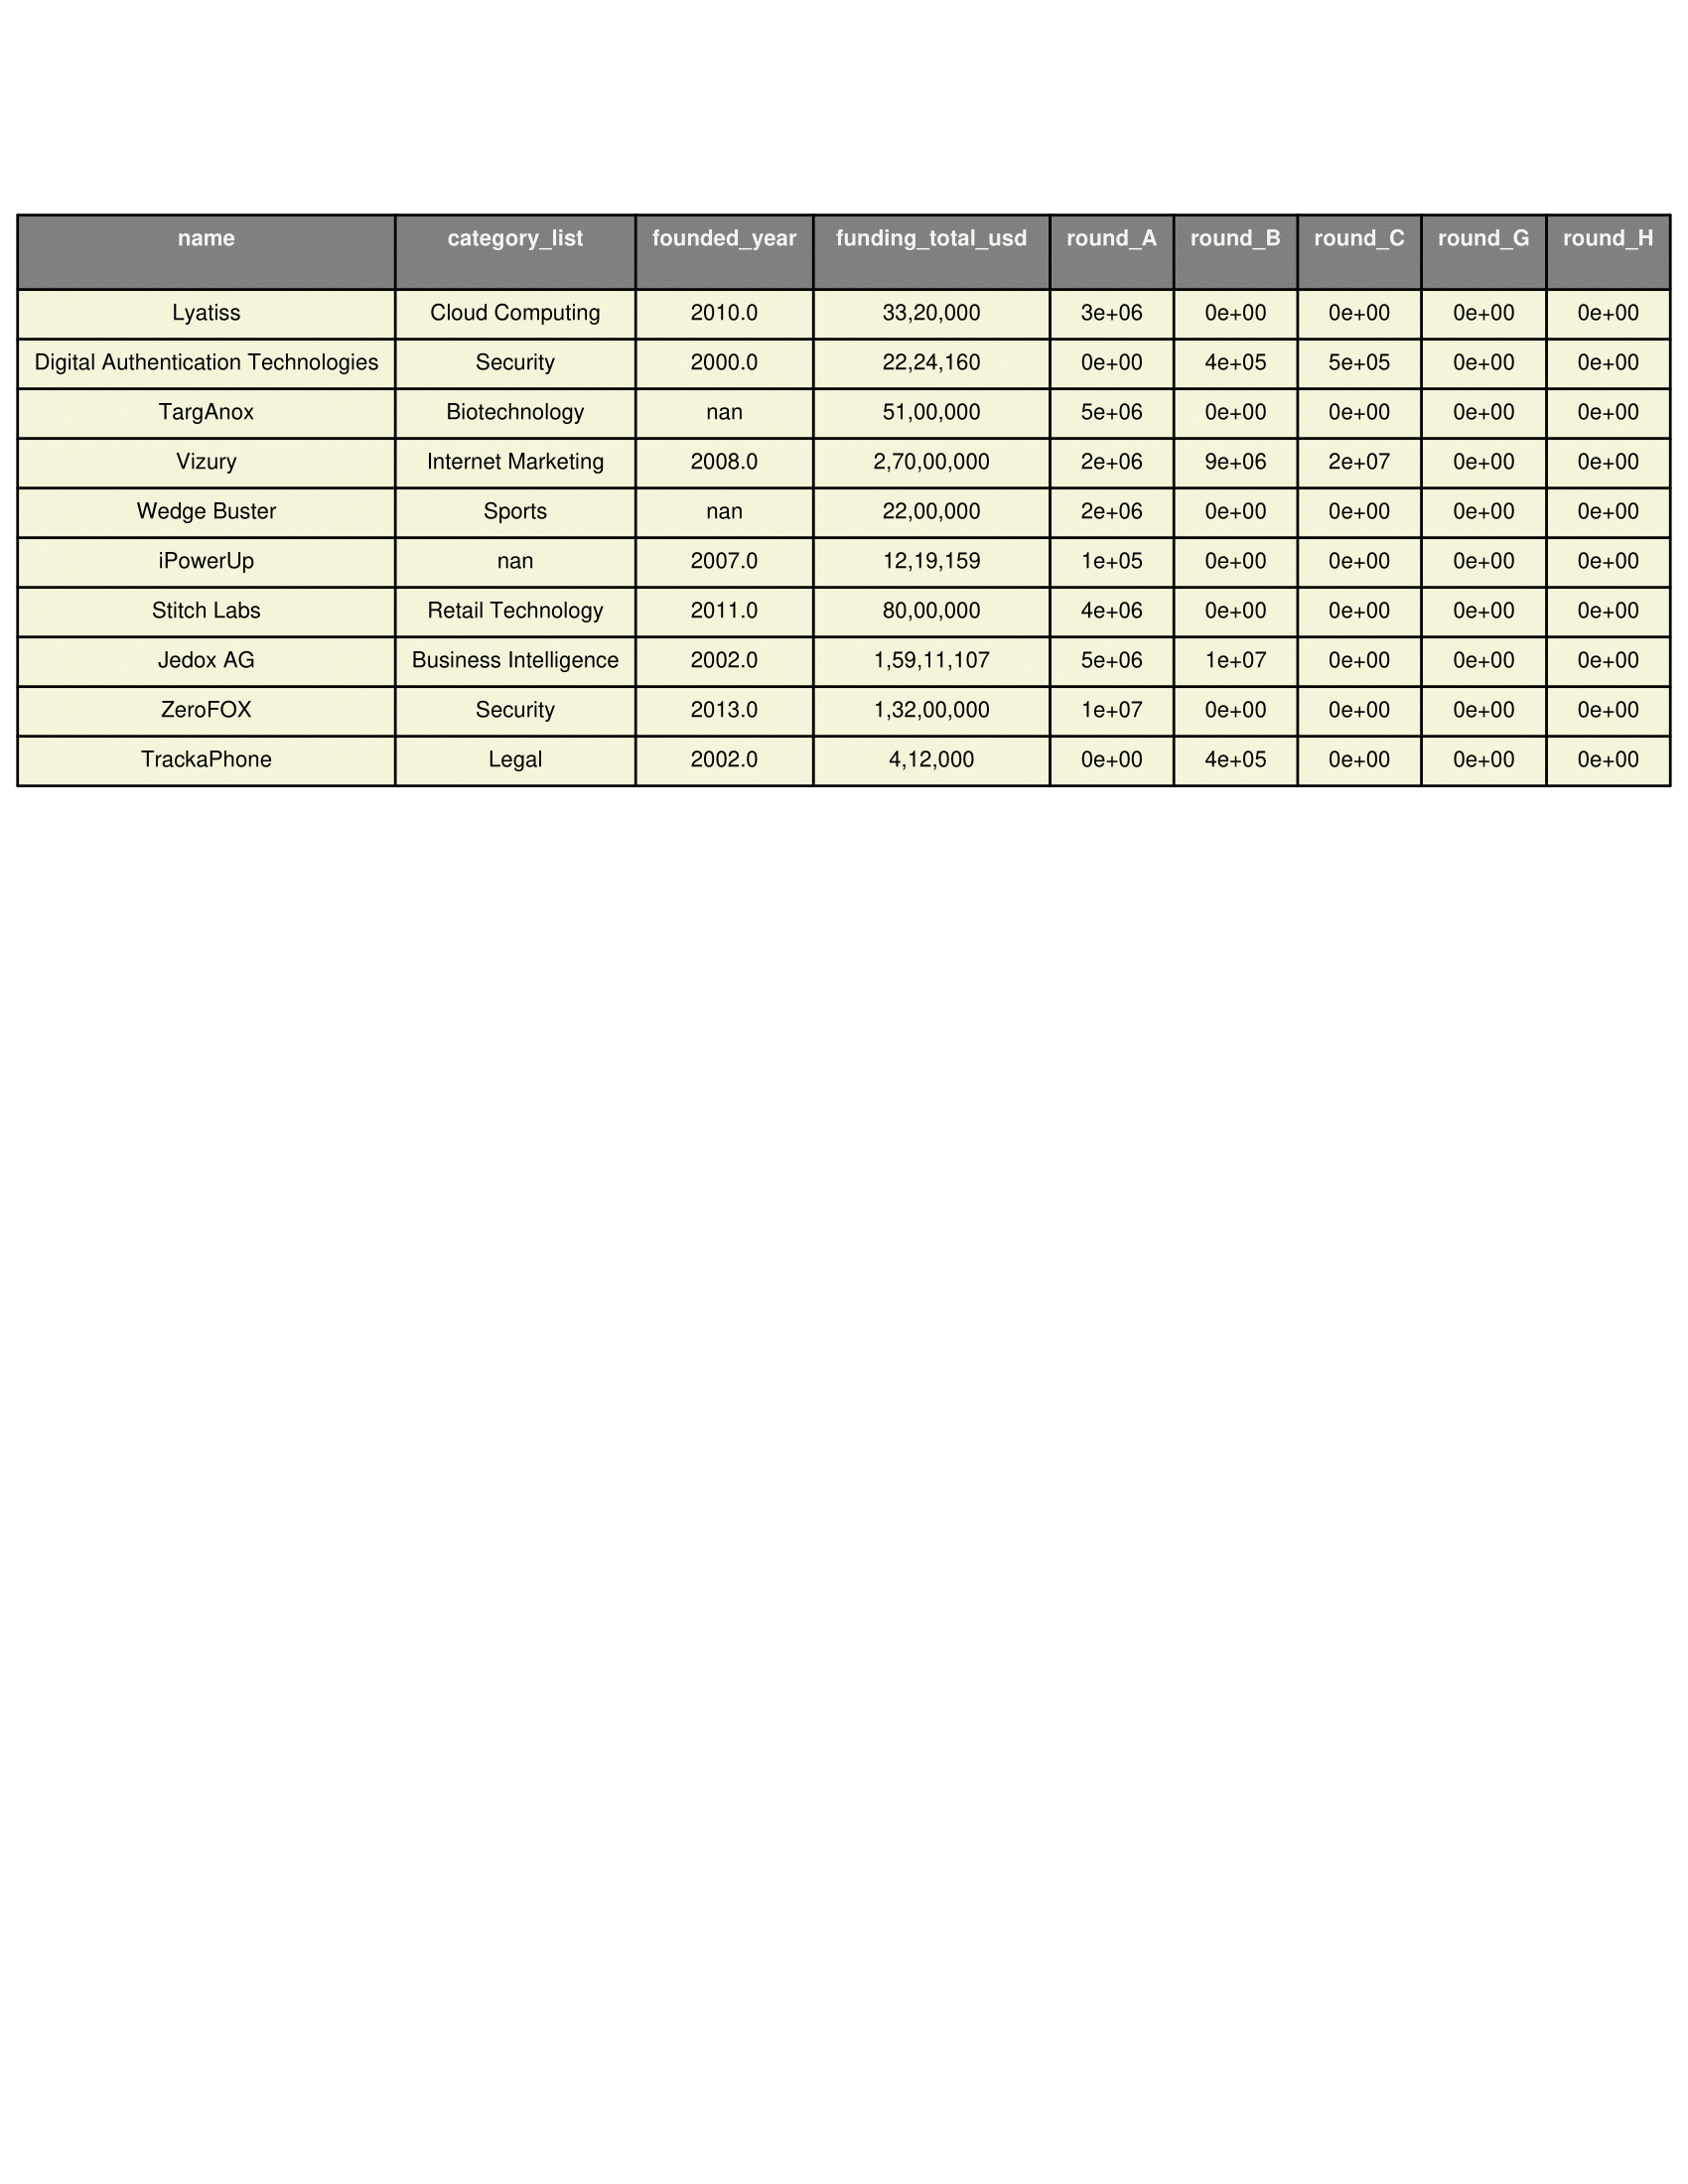 name category_list founded_year funding_total_usd round_A round_B round_C round_G round_H
Lyatiss Cloud Computing 2010.0 33,20,000 3e+06 0e+00 0e+00 0e+00 0e+00
Digital Authentication Technologies Security 2000.0 22,24,160 0e+00 4e+05 5e+05 0e+00 0e+00
TargAnox Biotechnology nan 51,00,000 5e+06 0e+00 0e+00 0e+00 0e+00
Vizury Internet Marketing 2008.0 2,70,00,000 2e+06 9e+06 2e+07 0e+00 0e+00
Wedge Buster Sports nan 22,00,000 2e+06 0e+00 0e+00 0e+00 0e+00
iPowerUp nan 2007.0 12,19,159 1e+05 0e+00 0e+00 0e+00 0e+00
Stitch Labs Retail Technology 2011.0 80,00,000 4e+06 0e+00 0e+00 0e+00 0e+00
Jedox AG Business Intelligence 2002.0 1,59,11,107 5e+06 1e+07 0e+00 0e+00 0e+00
ZeroFOX Security 2013.0 1,32,00,000 1e+07 0e+00 0e+00 0e+00 0e+00
TrackaPhone Legal 2002.0 4,12,000 0e+00 4e+05 0e+00 0e+00 0e+00